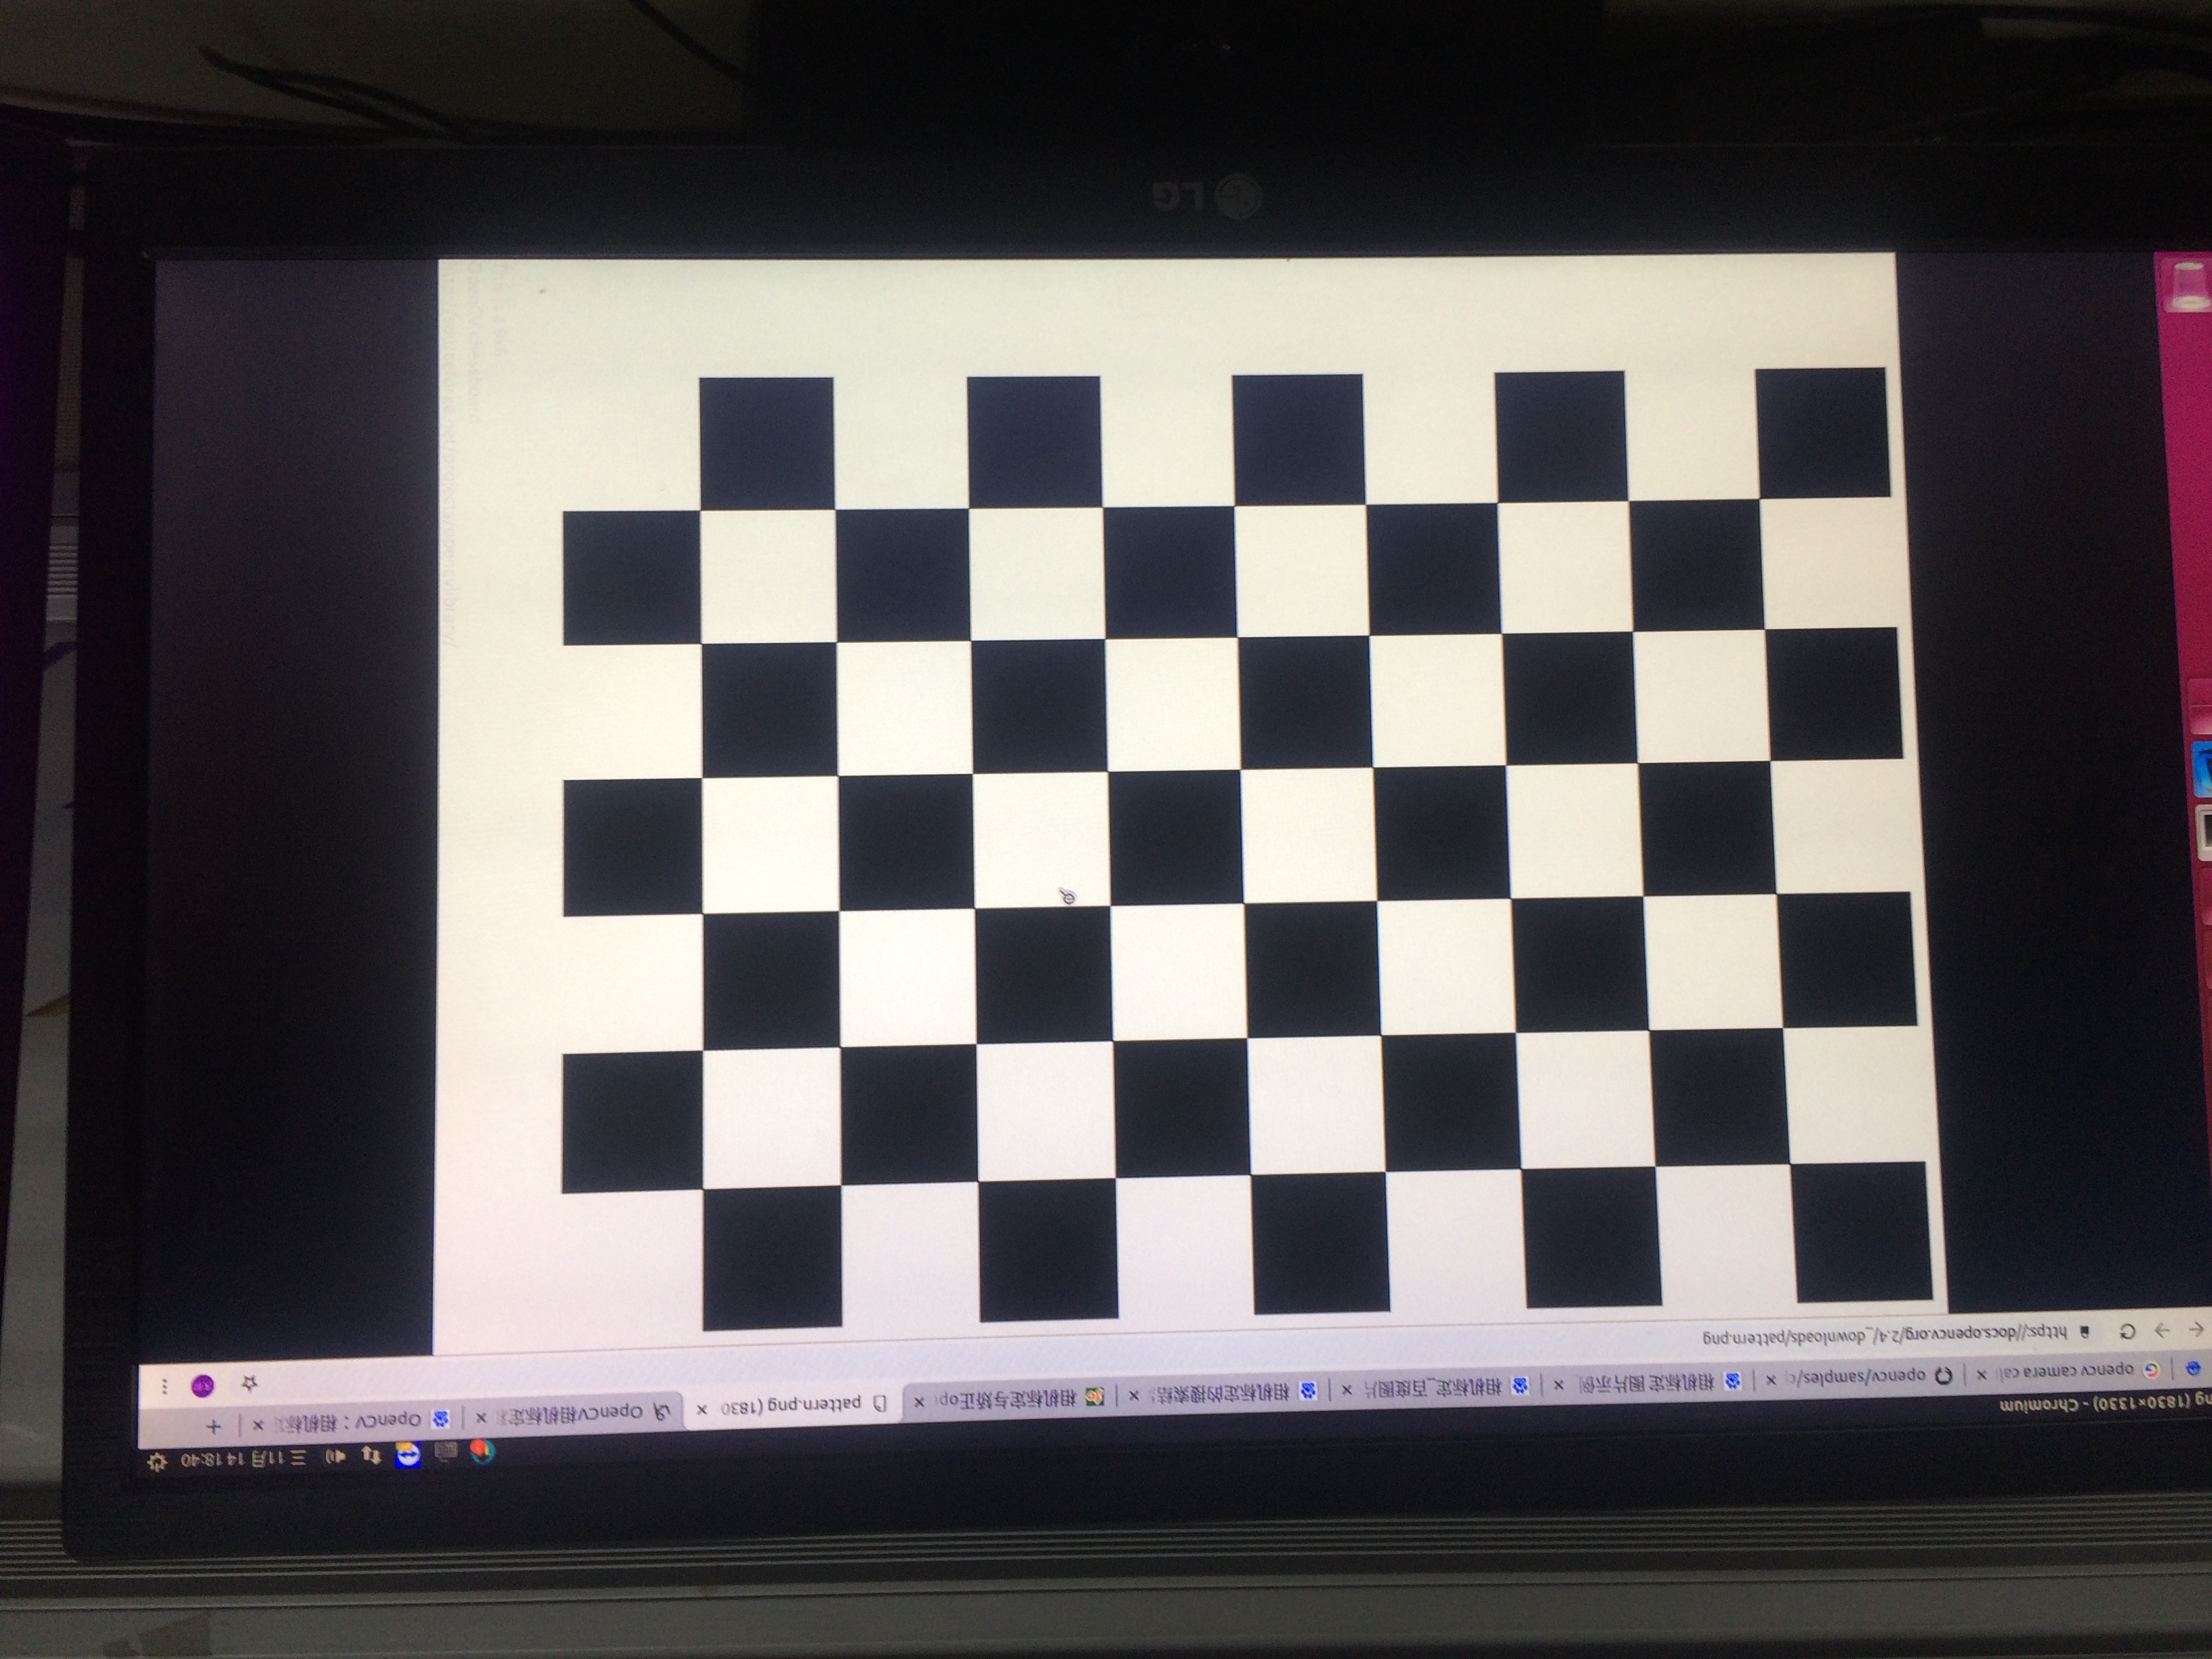 三 11月 14 18:40
ng (1830×1330) - Chromium
opencv camera cal
opencv/samples/c
相机标定 图片示例_
相机标定_百度图片
相机标定的搜索结
相机标定与矫正op
pattern.png (1830
OpenCV相机标定
OpenCV：相机标
https://docs.opencv.org/2.4/_downloads/pattern.png
LG